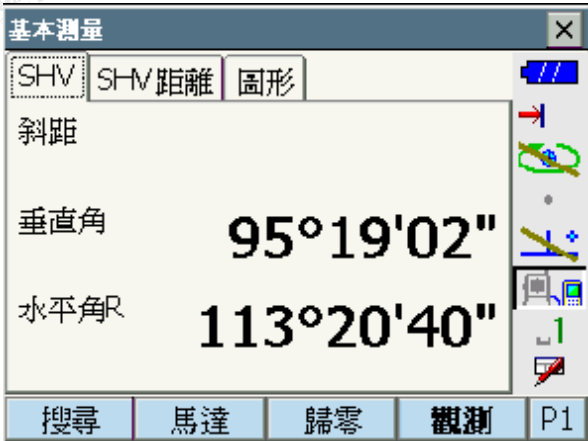 基本測量
SHV SHV距離 圖形
斜距
垂直角 95°19'02"
水平角R 113°20'40"
1
搜尋 馬達 歸零 觀測 P1